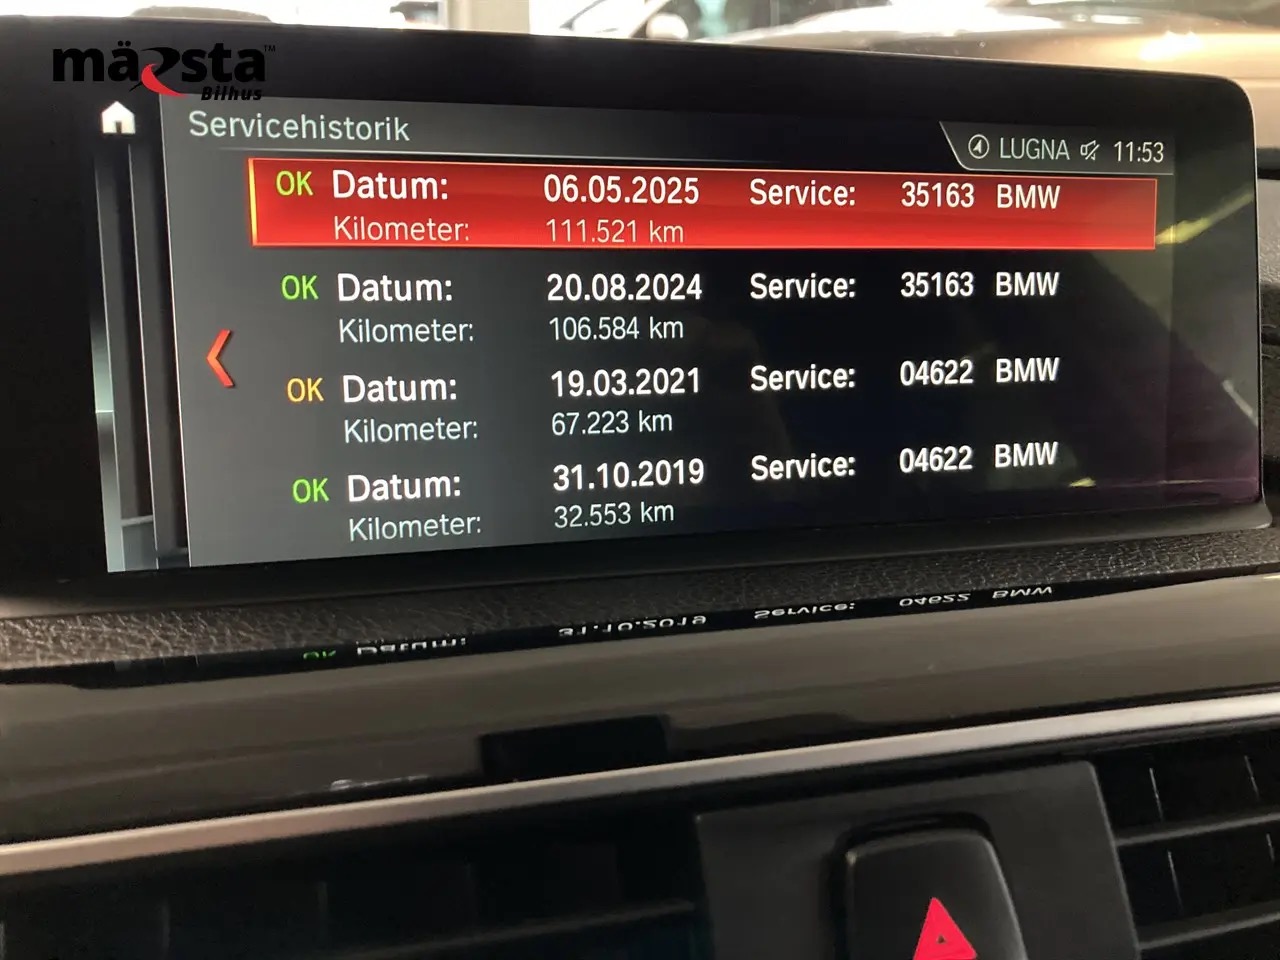 märsta™
Bilhus
Servicehistorik
LUGNA 11:53
OK Datum: 06.05.2025 Service: 35163 BMW
Kilometer: 111.521 km
OK Datum: 20.08.2024 Service: 35163 BMW
Kilometer: 106.584 km
OK Datum: 19.03.2021 Service: 04622 BMW
Kilometer: 67.223 km
OK Datum: 31.10.2019 Service: 04622 BMW
Kilometer: 32.553 km